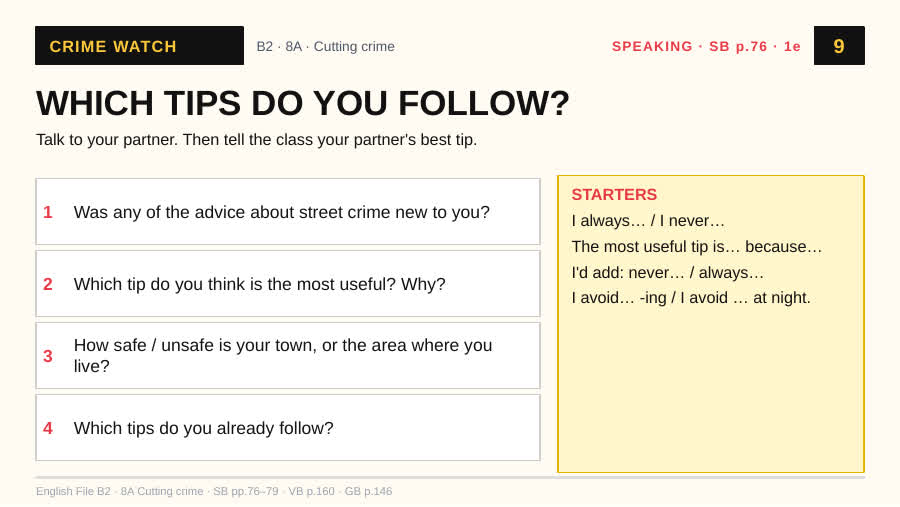 CRIME WATCH
B2 · 8A · Cutting crime
SPEAKING · SB p.76 · 1e
9
WHICH TIPS DO YOU FOLLOW?
Talk to your partner. Then tell the class your partner's best tip.
1 Was any of the advice about street crime new to you?
2 Which tip do you think is the most useful? Why?
3 How safe / unsafe is your town, or the area where you
live?
4 Which tips do you already follow?
STARTERS
I always… / I never…
The most useful tip is… because…
I'd add: never… / always…
I avoid… -ing / I avoid … at night.
English File B2 · 8A Cutting crime · SB pp.76–79 · VB p.160 · GB p.146